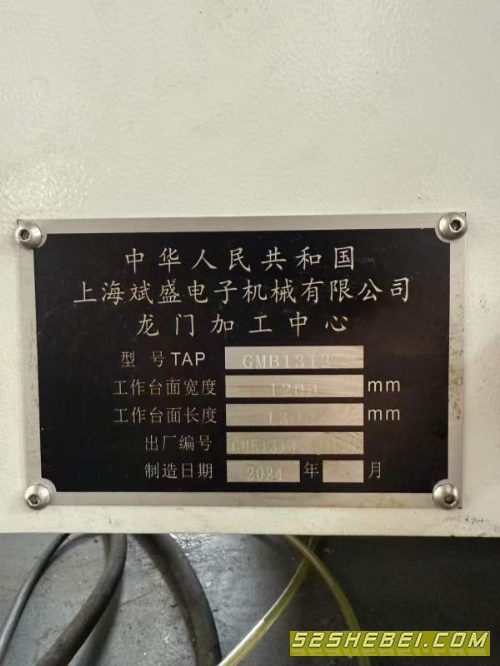 中华人民共和国
上海斌盛电子机械有限公司
龙门加工中心
型号TAP GMB1313
工作台面宽度 mm
工作台面长度 mm
出厂编号
制造日期 2024 年 月
52SHEBEI.COM